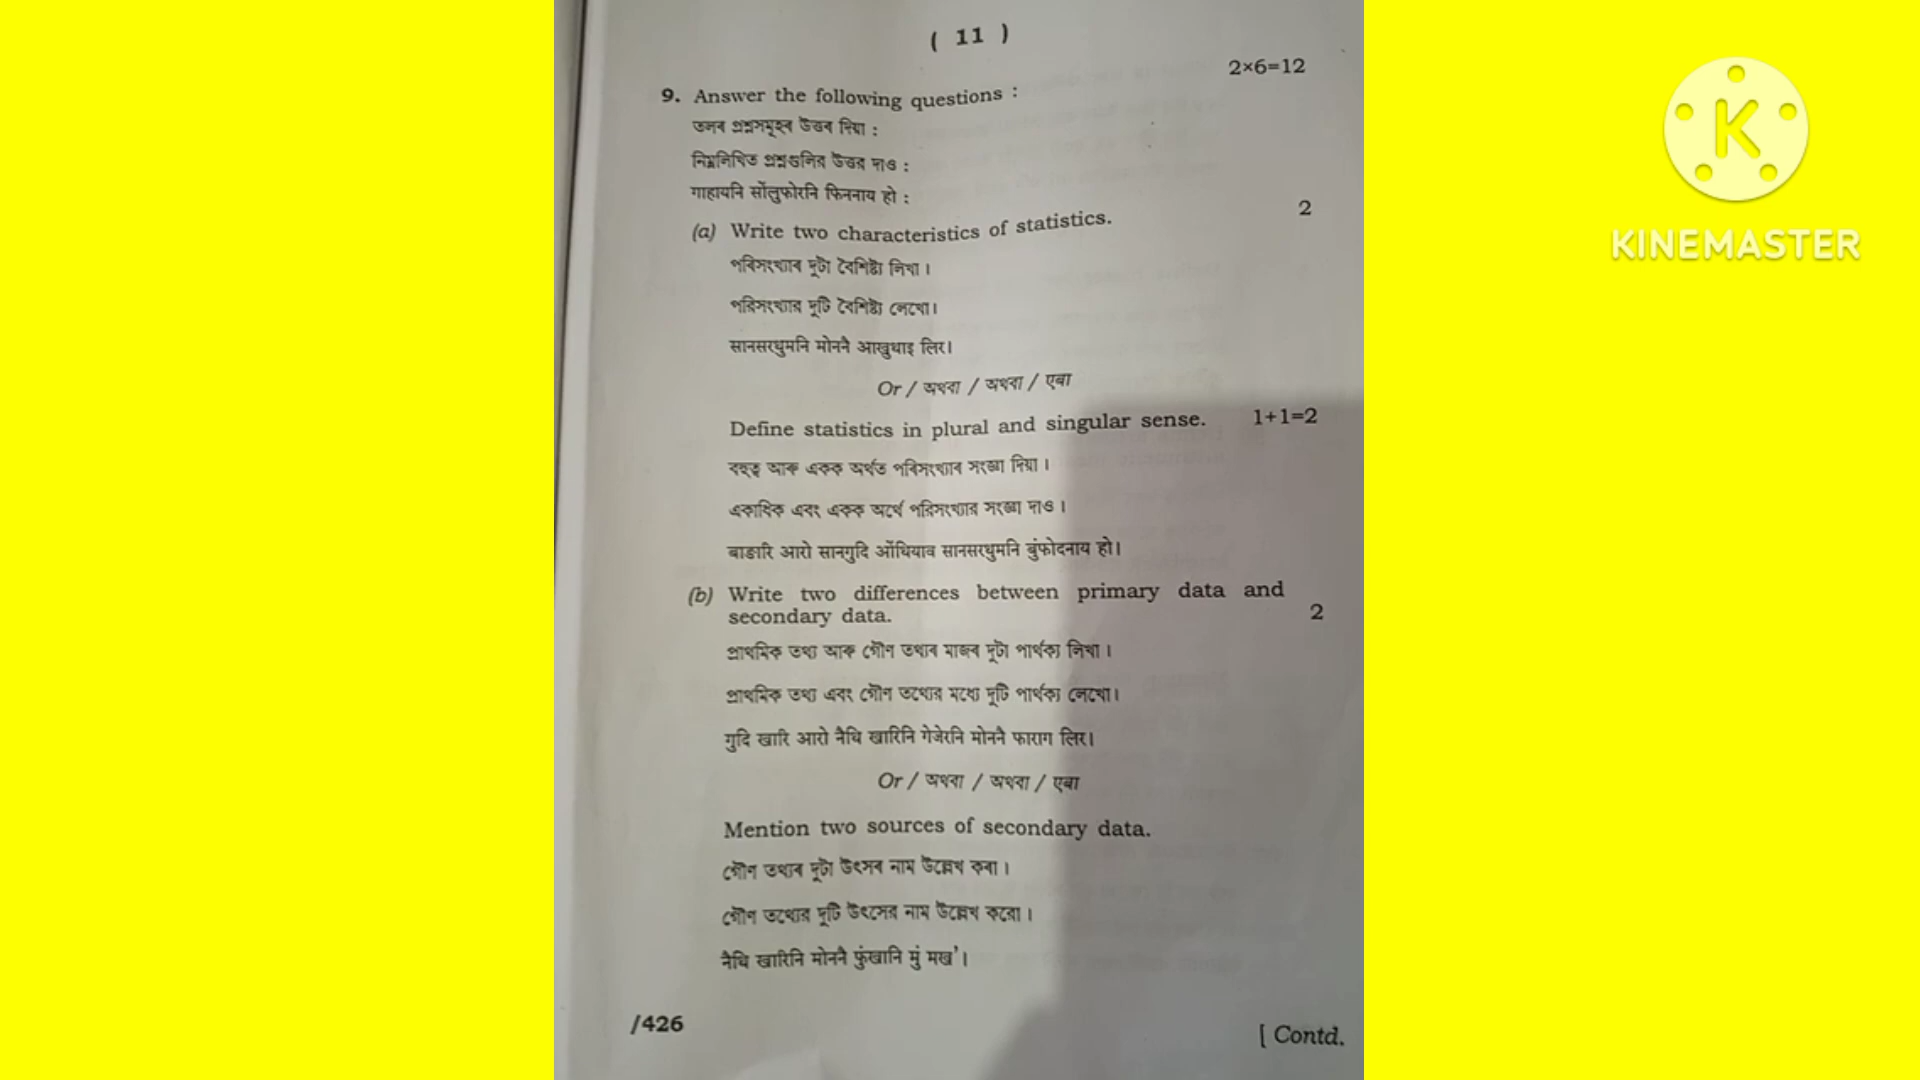 ( 11 )
2×6=12
9. Answer the following questions :
তলৰ প্ৰশ্নসমূহৰ উত্তৰ দিয়া :
নিম্নলিখিত প্রশ্নগুলির উত্তর দাও :
गाहायनि सोंलुफोरनि फिननाय हो :
(a) Write two characteristics of statistics. 2
পৰিসংখ্যাৰ দুটা বৈশিষ্ট্য লিখা ।
পরিসংখ্যার দুটি বৈশিষ্ট্য লেখো।
सानसरथुमनि मोननै आखुथाइ लिर।
Or / অথবা / অথবা / एबा
Define statistics in plural and singular sense. 1+1=2
বহুত্ব আৰু একক অৰ্থত পৰিসংখ্যাৰ সংজ্ঞা দিয়া ।
একাধিক এবং একক অর্থে পরিসংখ্যার সংজ্ঞা দাও ।
बाङारि आरो सानगुदि ओंथियाव सानसरथुमनि बुंफोदनाय हो।
(b) Write two differences between primary data and
secondary data. 2
প্ৰাথমিক তথ্য আৰু গৌণ তথ্যৰ মাজৰ দুটা পাৰ্থক্য লিখা ।
প্রাথমিক তথ্য এবং গৌণ তথ্যের মধ্যে দুটি পার্থক্য লেখো।
गुदि खारि आरो नैथि खारिनि गेजेरनि मोननै फाराग लिर।
Or / অথবা / অথবা / एबा
Mention two sources of secondary data.
গৌণ তথ্যৰ দুটা উৎসৰ নাম উল্লেখ কৰা ।
গৌণ তথ্যের দুটি উৎসের নাম উল্লেখ করো ।
नैथि खारिनि मोननै फुंखानि मुं मख'।
/426
[ Contd.
K
KINEMASTER